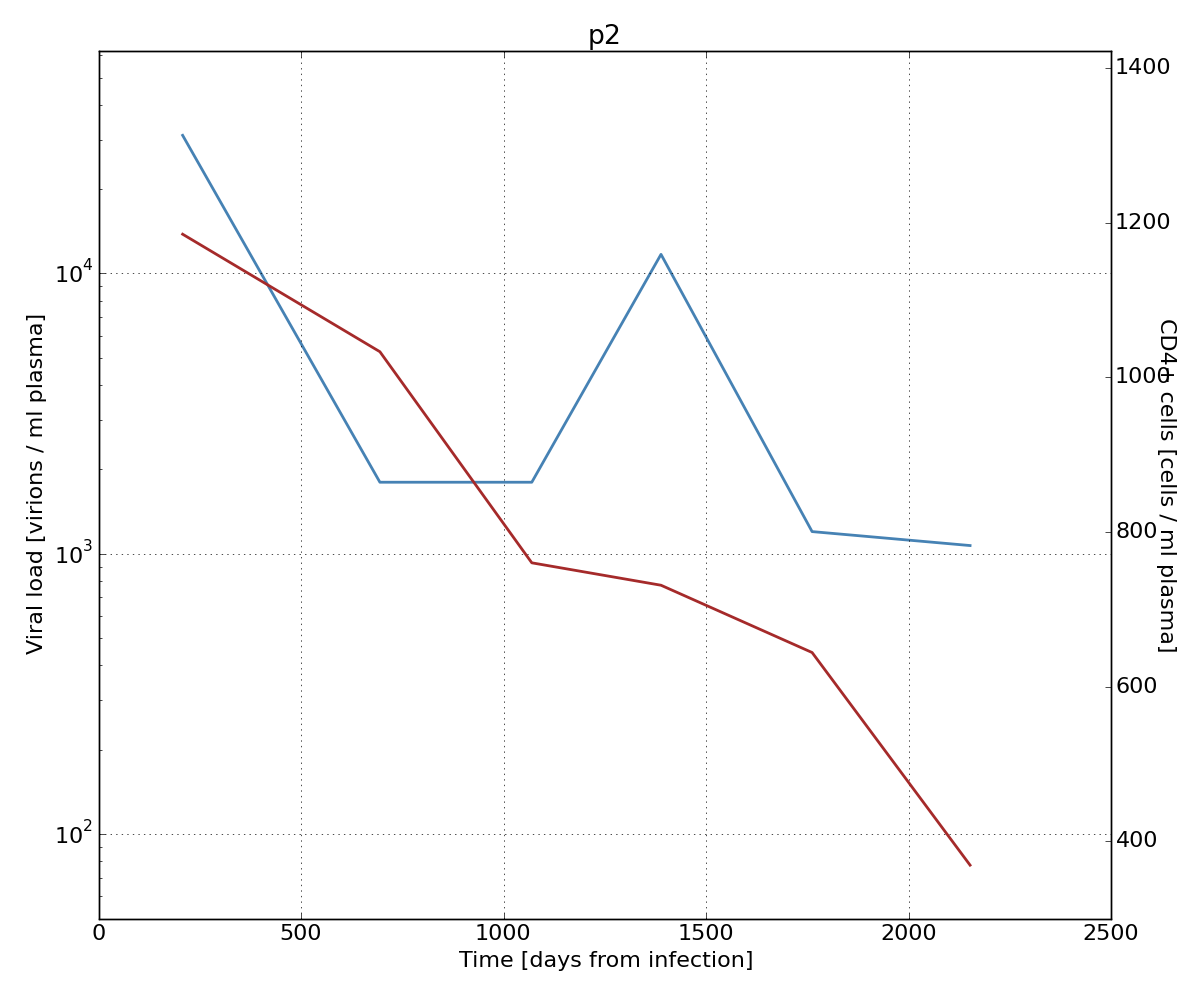 p2
10^4
10^3
10^2
Viral load [virions / ml plasma]
1400
1200
1000
800
600
400
CD4+ cells [cells / ml plasma]
0 500 1000 1500 2000 2500
Time [days from infection]